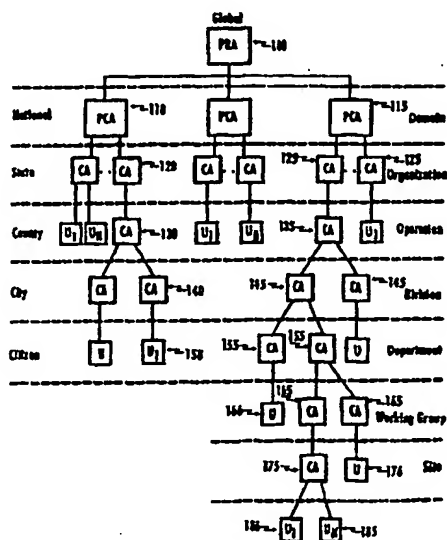 Global
PRA 100
National PCA 110 PCA PCA 115 Domain
State CA CA 120 CA CA 125 CA CA 125 Organization
County U1 UN CA 130 U1 UN 135 CA U1 Operation
City CA CA 140 145 CA CA 145 Division
Citizen U U1 150 155 CA 155 CA U Department
160 U 165 CA CA 165 Working Group
175 CA U 176 Site
U1 UN 185